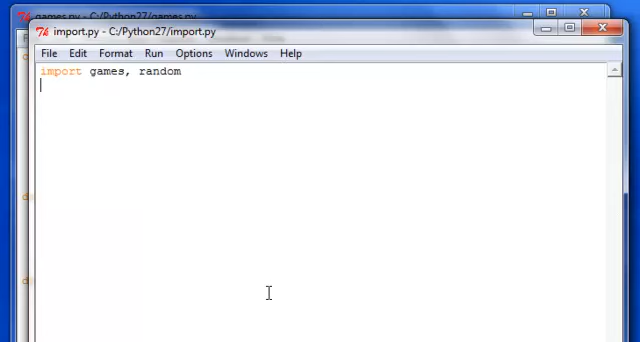 games.py - C:/Python27/games.py
import.py - C:/Python27/import.py
File Edit Format Run Options Windows Help
import games, random